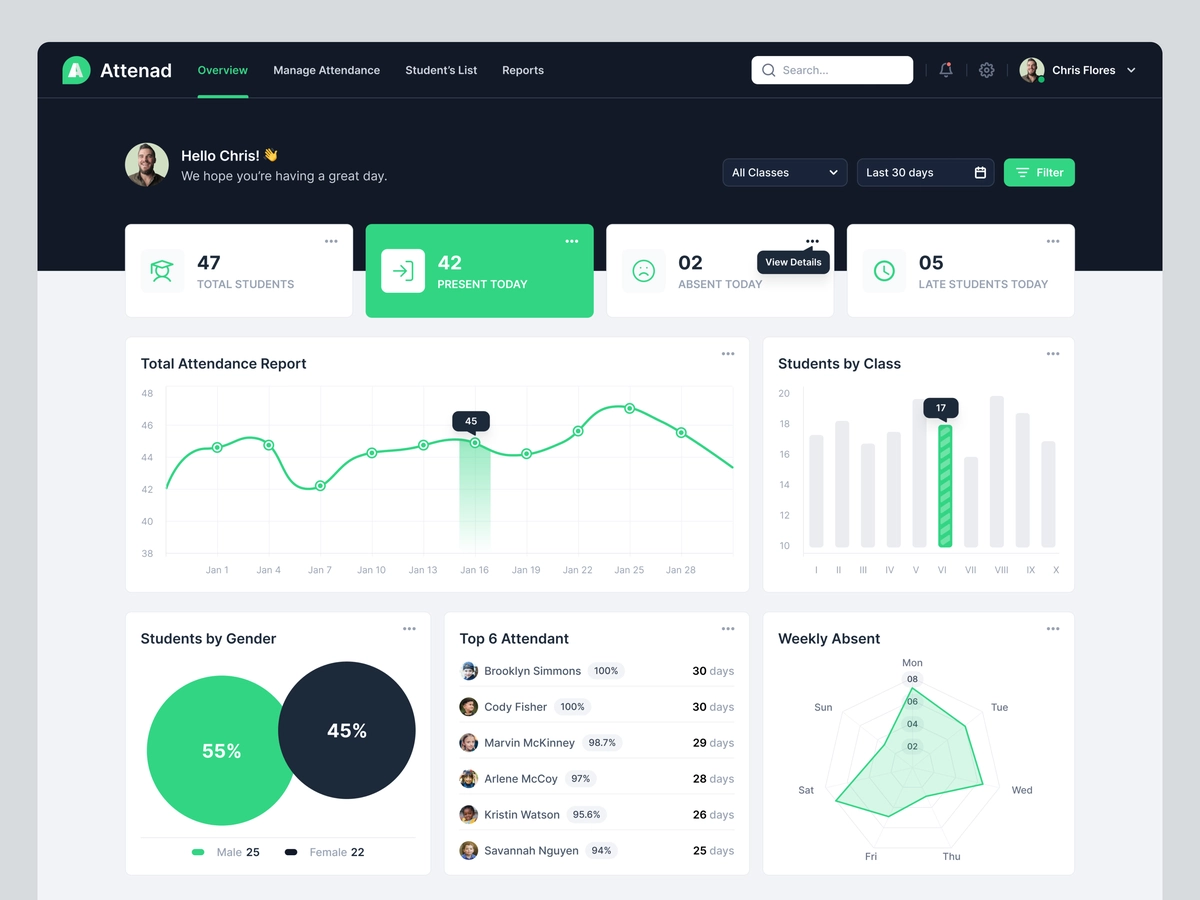 Attenad
Overview
Manage Attendance
Student's List
Reports
Search...
Chris Flores
Hello Chris! 👋
We hope you're having a great day.
All Classes
Last 30 days
Filter
47
TOTAL STUDENTS
42
PRESENT TODAY
02
ABSENT TODAY
View Details
05
LATE STUDENTS TODAY
Total Attendance Report
48
46
44
42
40
38
45
Jan 1 Jan 4 Jan 7 Jan 10 Jan 13 Jan 16 Jan 19 Jan 22 Jan 25 Jan 28
Students by Class
20
18
16
14
12
10
17
I II III IV V VI VII VIII IX X
Students by Gender
55%
45%
Male 25
Female 22
Top 6 Attendant
Brooklyn Simmons 100% 30 days
Cody Fisher 100% 30 days
Marvin McKinney 98.7% 29 days
Arlene McCoy 97% 28 days
Kristin Watson 95.6% 26 days
Savannah Nguyen 94% 25 days
Weekly Absent
Mon
08
06
04
02
Sun
Tue
Sat
Wed
Fri
Thu